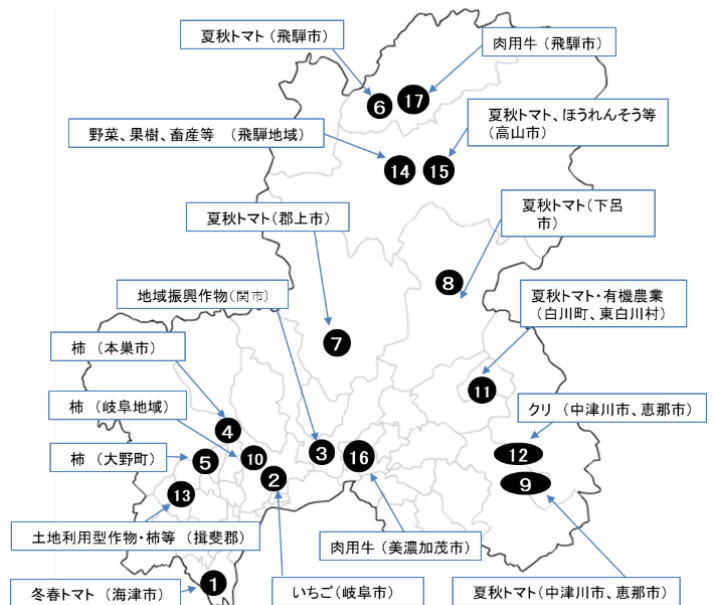 夏秋トマト（飛騨市）
肉用牛（飛騨市）
6
17
夏秋トマト、ほうれんそう等
（高山市）
野菜、果樹、畜産等 （飛騨地域）
14
15
夏秋トマト（郡上市）
夏秋トマト（下呂
市）
8
地域振興作物（関市）
夏秋トマト・有機農業
（白川町、東白川村）
7
柿 （本巣市）
11
柿 （岐阜地域）
クリ （中津川市、恵那市）
4
柿 （大野町）
5
10
3
16
12
2
9
13
土地利用型作物・柿等 （揖斐郡）
肉用牛（美濃加茂市）
1
冬春トマト（海津市）
いちご（岐阜市）
夏秋トマト（中津川市、恵那市）